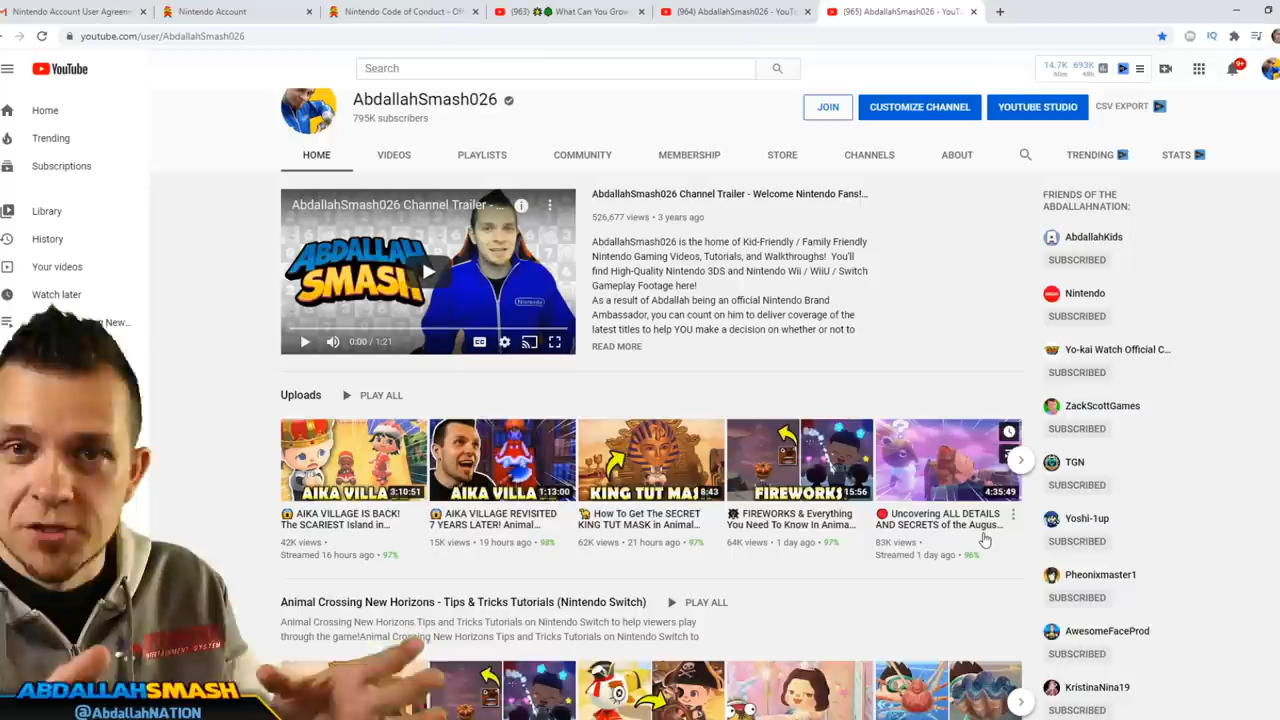 Nintendo Account User Agreem
Nintendo Account
Nintendo Code of Conduct - Off
(963) What Can You Grow
(964) AbdallahSmash026 - YouT
(965) AbdallahSmash026 - YouT
youtube.com/user/AbdallahSmash026
YouTube
Search
14.7K 693K
60m 48h
9+
Home
Trending
Subscriptions
Library
History
Your videos
Watch later
New...
AbdallahSmash026
795K subscribers
JOIN
CUSTOMIZE CHANNEL
YOUTUBE STUDIO
CSV EXPORT
HOME
VIDEOS
PLAYLISTS
COMMUNITY
MEMBERSHIP
STORE
CHANNELS
ABOUT
TRENDING
STATS
AbdallahSmash026 Channel Trailer - ...
ABDALLAH
SMASH
Nintendo
0:00 / 1:21
AbdallahSmash026 Channel Trailer - Welcome Nintendo Fans!...
526,677 views • 3 years ago
AbdallahSmash026 is the home of Kid-Friendly / Family Friendly
Nintendo Gaming Videos, Tutorials, and Walkthroughs! You'll
find High-Quality Nintendo 3DS and Nintendo Wii / WiiU / Switch
Gameplay Footage here!
As a result of Abdallah being an official Nintendo Brand
Ambassador, you can count on him to deliver coverage of the
latest titles to help YOU make a decision on whether or not to
READ MORE
FRIENDS OF THE
ABDALLAHNATION:
AbdallahKids
SUBSCRIBED
Nintendo
SUBSCRIBED
Yo-kai Watch Official C...
SUBSCRIBED
ZackScottGames
SUBSCRIBED
TGN
SUBSCRIBED
Yoshi-1up
SUBSCRIBED
Pheonixmaster1
SUBSCRIBED
AwesomeFaceProd
SUBSCRIBED
KristinaNina19
SUBSCRIBED
Uploads
PLAY ALL
AIKA VILLA
3:10:51
AIKA VILLAGE IS BACK!
The SCARIEST Island in...
42K views •
Streamed 16 hours ago • 97%
AIKA VILLA
1:13:00
AIKA VILLAGE REVISITED
7 YEARS LATER! Animal...
15K views • 19 hours ago • 98%
KING TUT MAS
8:43
How To Get The SECRET
KING TUT MASK in Animal...
62K views • 21 hours ago • 97%
FIREWORKS
15:56
FIREWORKS & Everything
You Need To Know In Anima...
64K views • 1 day ago • 97%
4:35:49
Uncovering ALL DETAILS
AND SECRETS of the Augus...
83K views •
Streamed 1 day ago • 96%
Animal Crossing New Horizons - Tips & Tricks Tutorials (Nintendo Switch)
PLAY ALL
Animal Crossing New Horizons Tips and Tricks Tutorials on Nintendo Switch to help viewers play
through the game!Animal Crossing New Horizons Tips and Tricks Tutorials on Nintendo Switch to
ENTERTAINMENT SYSTEM
ABDALLAHSMASH
@AbdallahNATION